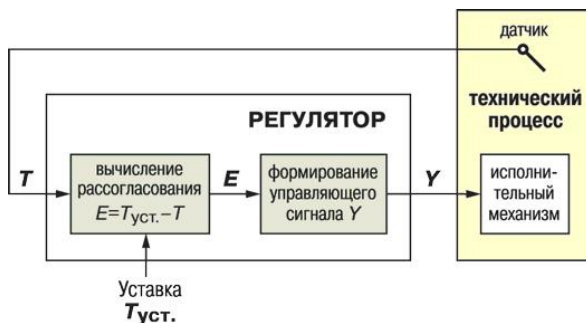 датчик
технический
процесс
РЕГУЛЯТОР
T
вычисление
рассогласования
E=Tуст.–T
E
формирование
управляющего
сигнала Y
Y
исполни-
тельный
механизм
Уставка
Tуст.